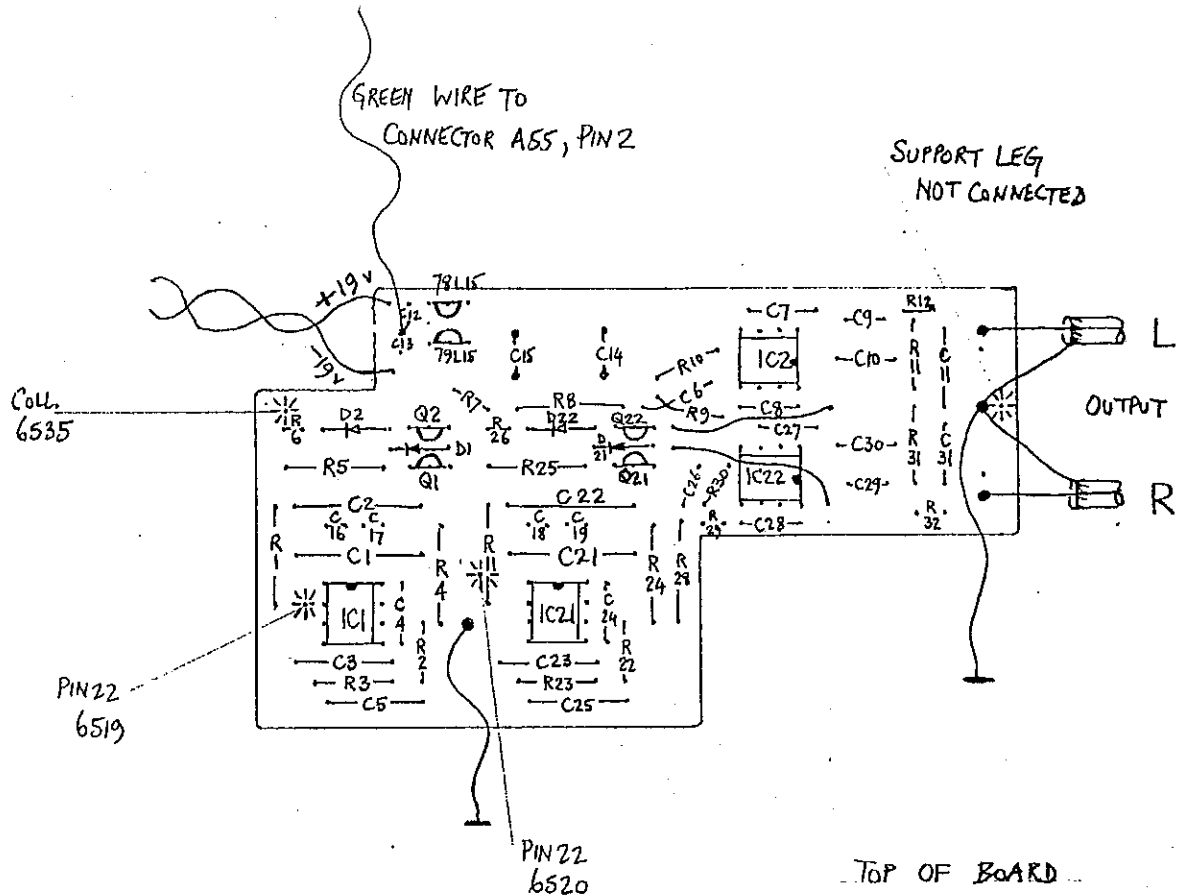 GREEN WIRE TO
CONNECTOR A55, PIN 2
SUPPORT LEG
NOT CONNECTED
+19v
-19v
78L15
C12
C13
79L15
C15
C14
R10
C6
R9
C7
IC2
C8
C27
C9
C10
R12
R11
C11
L
OUTPUT
R
COLL.
6535
R6
D2
Q2
R7
R26
R8
D22
Q22
D1
D21
R5
Q1
R25
Q21
C26
R30
IC22
C30
C29
R31
C31
R32
R29
C28
C2
C16
C17
C22
C18
C19
R1
C1
R4
R
C21
R24
R28
IC1
C4
IC21
C24
R2
R22
C3
R3
C5
C23
R23
C25
PIN 22
6519
PIN 22
6520
TOP OF BOARD